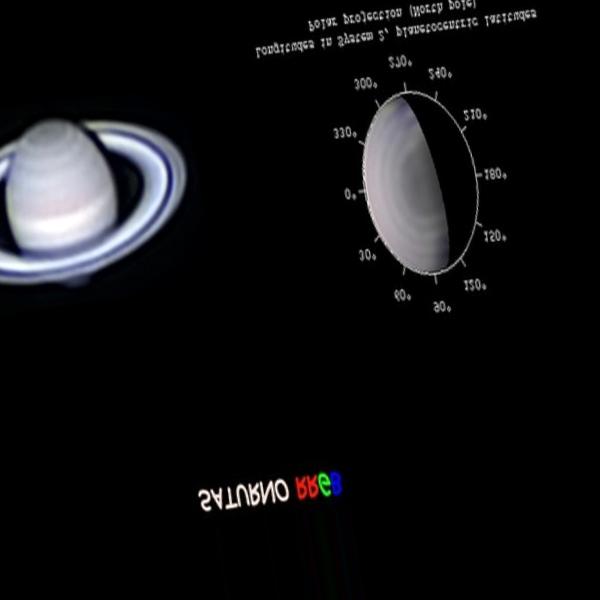 Polar projection (North pole)
Longitudes in System 2, planetocentric latitudes
270°
300° 240°
330° 210°
0° 180°
30° 150°
60° 120°
90°
SATURNO RRGB